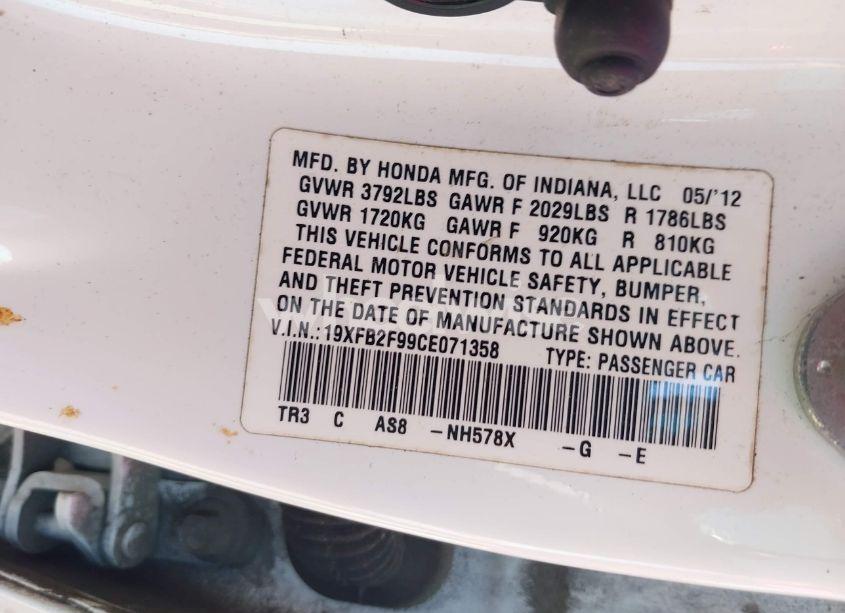 MFD. BY HONDA MFG. OF INDIANA, LLC 05/'12
GVWR 3792LBS GAWR F 2029LBS R 1786LBS
GVWR 1720KG GAWR F 920KG R 810KG
THIS VEHICLE CONFORMS TO ALL APPLICABLE
FEDERAL MOTOR VEHICLE SAFETY, BUMPER,
AND THEFT PREVENTION STANDARDS IN EFFECT
ON THE DATE OF MANUFACTURE SHOWN ABOVE.
V.I.N.:19XFB2F99CE071358 TYPE: PASSENGER CAR
TR3 C AS8 -NH578X -G -E